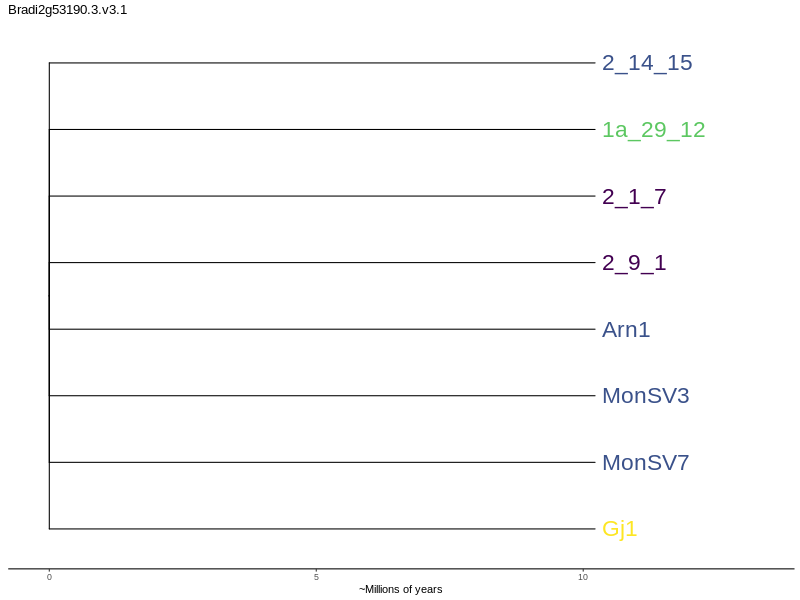 Bradi2g53190.3.v3.1
2_14_15
1a_29_12
2_1_7
2_9_1
Arn1
MonSV3
MonSV7
Gj1
0 5 10
~Millions of years